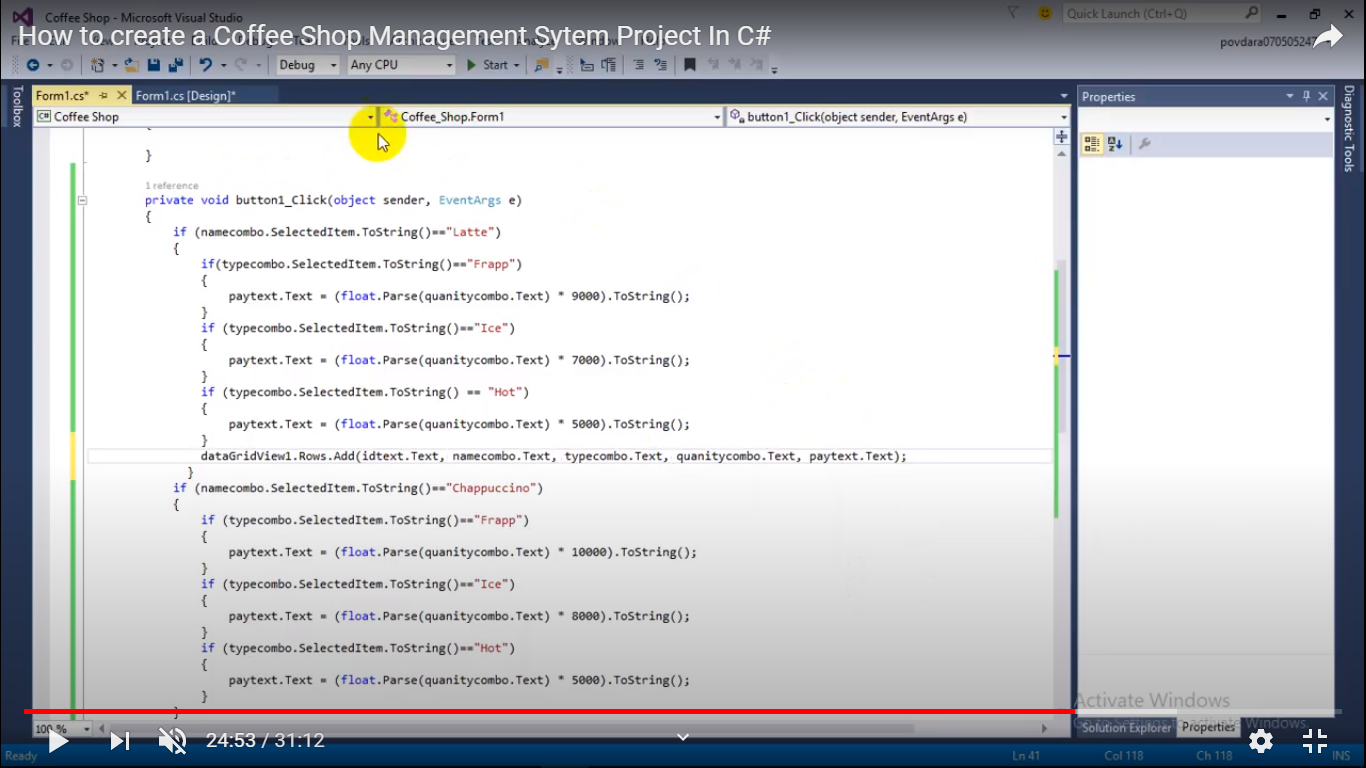 Coffee Shop - Microsoft Visual Studio
Quick Launch (Ctrl+Q)
How to create a Coffee Shop Management Sytem Project In C#
povdara070505247
Debug
Any CPU
Start
Toolbox
Form1.cs*
Form1.cs [Design]*
Properties
Diagnostic Tools
Coffee Shop
Coffee_Shop.Form1
button1_Click(object sender, EventArgs e)
}
1 reference
private void button1_Click(object sender, EventArgs e)
{
if (namecombo.SelectedItem.ToString()=="Latte")
{
if(typecombo.SelectedItem.ToString()=="Frapp")
{
paytext.Text = (float.Parse(quanitycombo.Text) * 9000).ToString();
}
if (typecombo.SelectedItem.ToString()=="Ice")
{
paytext.Text = (float.Parse(quanitycombo.Text) * 7000).ToString();
}
if (typecombo.SelectedItem.ToString() == "Hot")
{
paytext.Text = (float.Parse(quanitycombo.Text) * 5000).ToString();
}
dataGridView1.Rows.Add(idtext.Text, namecombo.Text, typecombo.Text, quanitycombo.Text, paytext.Text);
}
if (namecombo.SelectedItem.ToString()=="Chappuccino")
{
if (typecombo.SelectedItem.ToString()=="Frapp")
{
paytext.Text = (float.Parse(quanitycombo.Text) * 10000).ToString();
}
if (typecombo.SelectedItem.ToString()=="Ice")
{
paytext.Text = (float.Parse(quanitycombo.Text) * 8000).ToString();
}
if (typecombo.SelectedItem.ToString()=="Hot")
{
paytext.Text = (float.Parse(quanitycombo.Text) * 5000).ToString();
}
}
Activate Windows
Go to Settings to activate Windows.
100 %
Solution Explorer
Properties
24:53 / 31:12
Ready
Ln 41
Col 118
Ch 118
INS